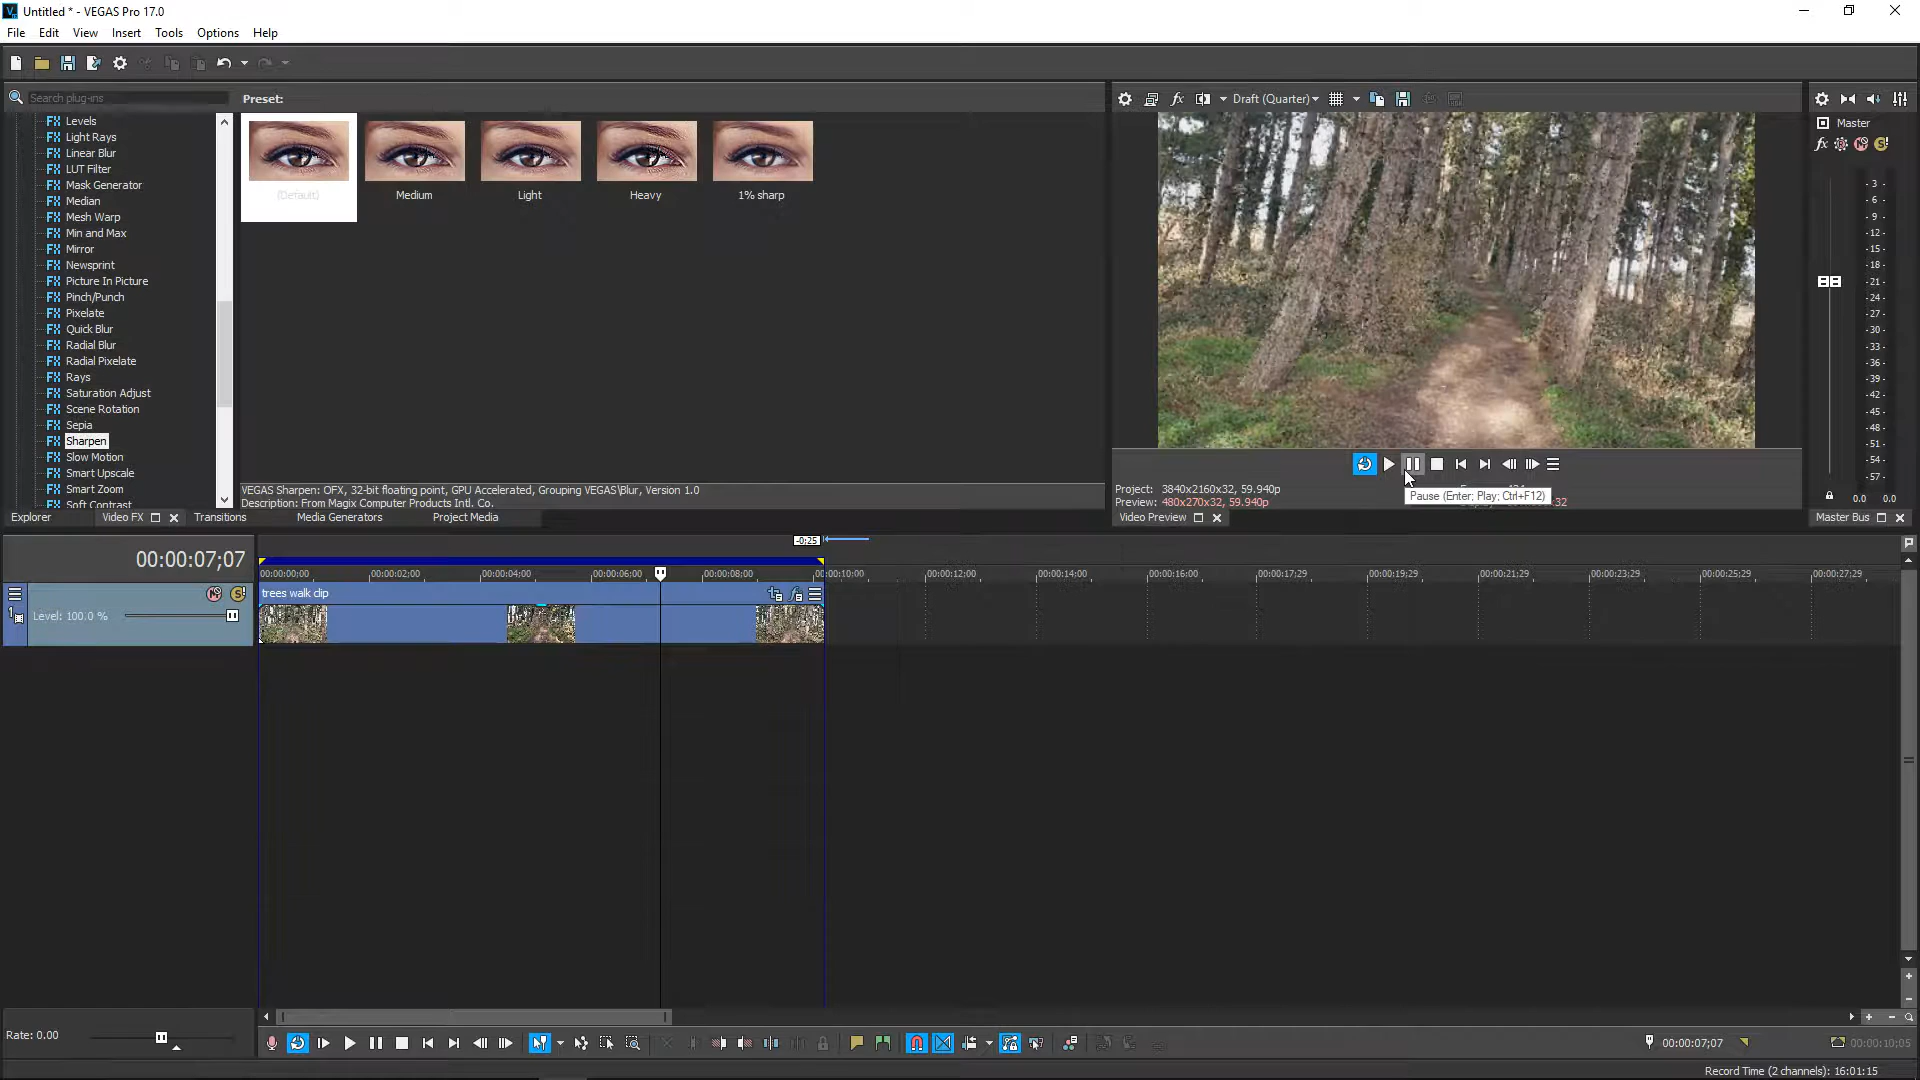 Untitled * - VEGAS Pro 17.0
File Edit View Insert Tools Options Help
Search plug-ins
Preset:
Levels
Light Rays
Linear Blur
LUT Filter
Mask Generator
Median
Mesh Warp
Min and Max
Mirror
Newsprint
Picture In Picture
Pinch/Punch
Pixelate
Quick Blur
Radial Blur
Radial Pixelate
Rays
Saturation Adjust
Scene Rotation
Sepia
Sharpen
Slow Motion
Smart Upscale
Smart Zoom
Soft Contrast
(Default) Medium Light Heavy 1% sharp
VEGAS Sharpen: OFX, 32-bit floating point, GPU Accelerated, Grouping VEGAS\Blur, Version 1.0
Description: From Magix Computer Products Intl. Co.
Explorer Video FX Transitions Media Generators Project Media
Draft (Quarter)
Project: 3840x2160x32, 59.940p
Preview: 480x270x32, 59.940p
Pause (Enter; Play; Ctrl+F12)
Video Preview
Master
-3-
-6-
-9-
-12-
-15-
-18-
-21-
-24-
-27-
-30-
-33-
-36-
-39-
-42-
-45-
-48-
-51-
-54-
-57-
0.0 0.0
Master Bus
00:00:07;07
-0:25
00:00:00;00 00:00:02;00 00:00:04;00 00:00:06;00 00:00:08;00 00:00:10;00 00:00:12;00 00:00:14;00 00:00:16;00 00:00:17;29 00:00:19;29 00:00:21;29 00:00:23;29 00:00:25;29 00:00:27;29
1
Level: 100.0 %
trees walk clip
Rate: 0.00
00:00:07;07
00:00:10;05
Record Time (2 channels): 16:01:15